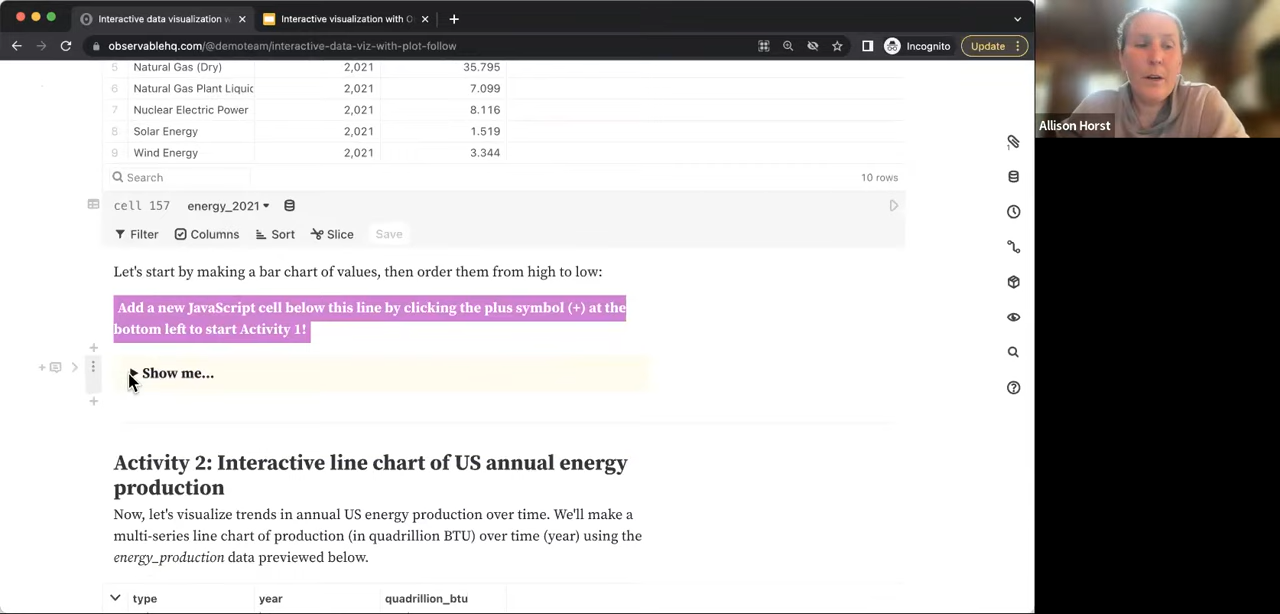 Interactive data visualization w
Interactive visualization with O
observablehq.com/@demoteam/interactive-data-viz-with-plot-follow
Incognito
Update
Allison Horst
5 Natural Gas (Dry) 2,021 35.795
6 Natural Gas Plant Liquid 2,021 7.099
7 Nuclear Electric Power 2,021 8.116
8 Solar Energy 2,021 1.519
9 Wind Energy 2,021 3.344
Search 10 rows
cell 157 energy_2021
Filter Columns Sort Slice Save
Let's start by making a bar chart of values, then order them from high to low:
Add a new JavaScript cell below this line by clicking the plus symbol (+) at the
bottom left to start Activity 1!
Show me...
Activity 2: Interactive line chart of US annual energy
production
Now, let's visualize trends in annual US energy production over time. We'll make a
multi-series line chart of production (in quadrillion BTU) over time (year) using the
energy_production data previewed below.
type year quadrillion_btu